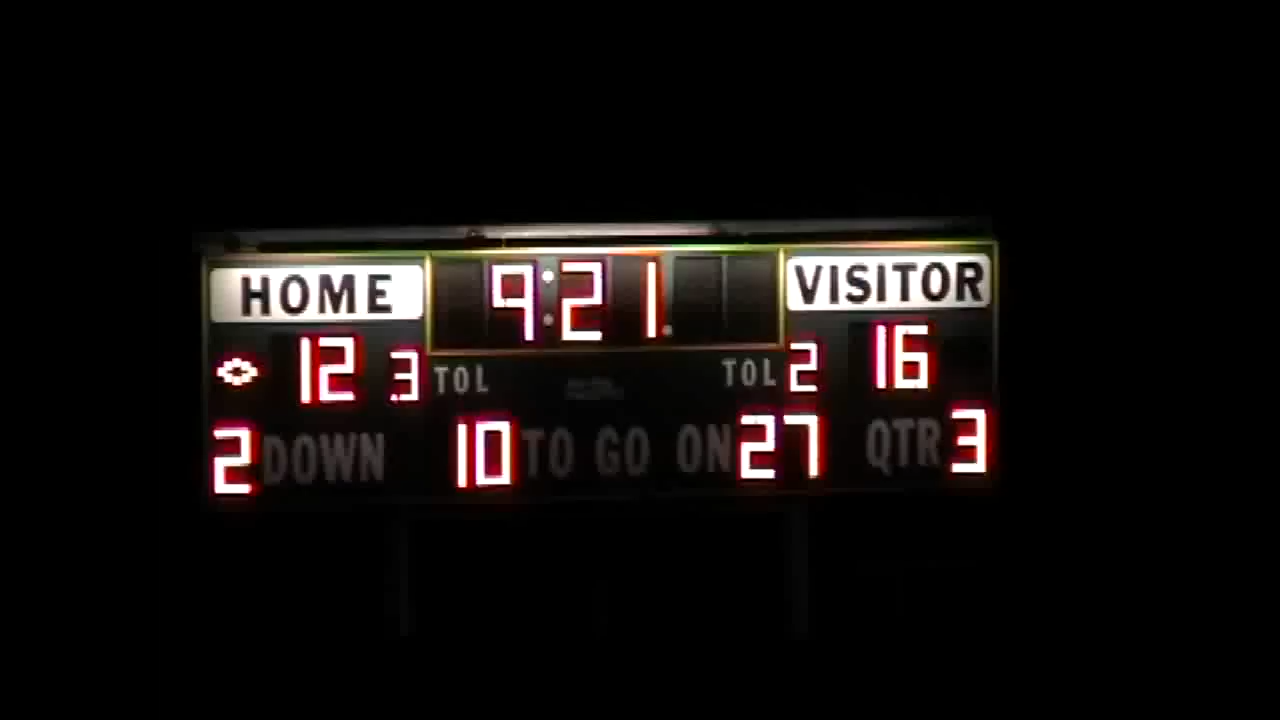 HOME 9:21 VISITOR
12 3 TOL TOL 2 16
2 DOWN 10 TO GO ON 27 QTR 3